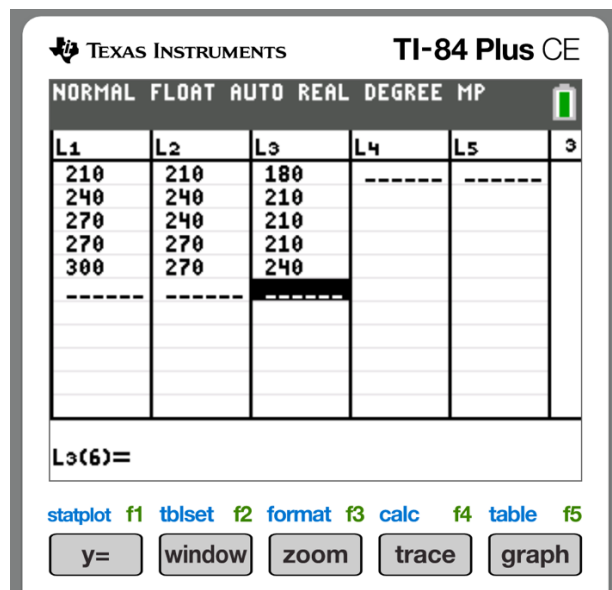 TEXAS INSTRUMENTS TI-84 Plus CE
NORMAL FLOAT AUTO REAL DEGREE MP
L1 L2 L3 L4 L5 3
210 210 180 ------ ------
240 240 210
270 240 210
270 270 210
300 270 240
------ ------ ------
L3(6)=
statplot f1 tblset f2 format f3 calc f4 table f5
y= window zoom trace graph